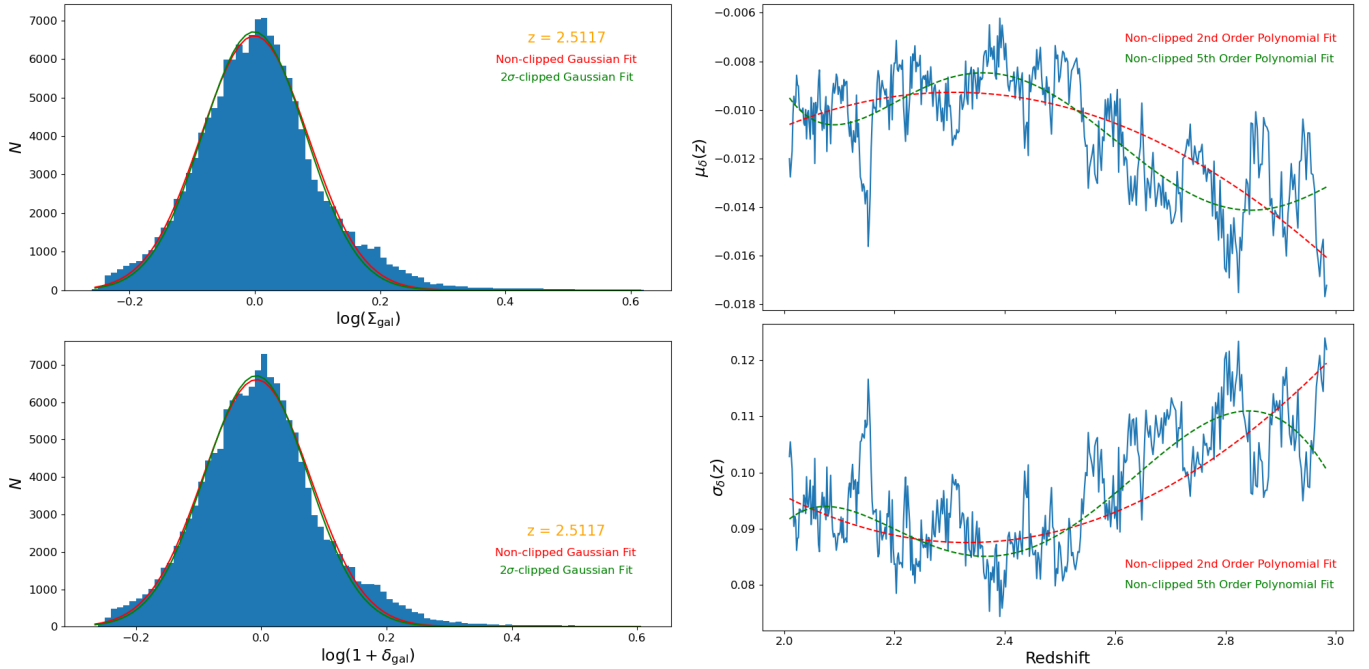 7000
6000
5000
4000
3000
2000
1000
0
N
z = 2.5117
Non-clipped Gaussian Fit
2σ-clipped Gaussian Fit
−0.2 0.0 0.2 0.4 0.6
log(Σgal)
7000
6000
5000
4000
3000
2000
1000
0
N
z = 2.5117
Non-clipped Gaussian Fit
2σ-clipped Gaussian Fit
−0.2 0.0 0.2 0.4 0.6
log(1 + δgal)
−0.006
−0.008
−0.010
−0.012
−0.014
−0.016
−0.018
μδ(z)
Non-clipped 2nd Order Polynomial Fit
Non-clipped 5th Order Polynomial Fit
0.12
0.11
0.10
0.09
0.08
σδ(z)
Non-clipped 2nd Order Polynomial Fit
Non-clipped 5th Order Polynomial Fit
2.0 2.2 2.4 2.6 2.8 3.0
Redshift